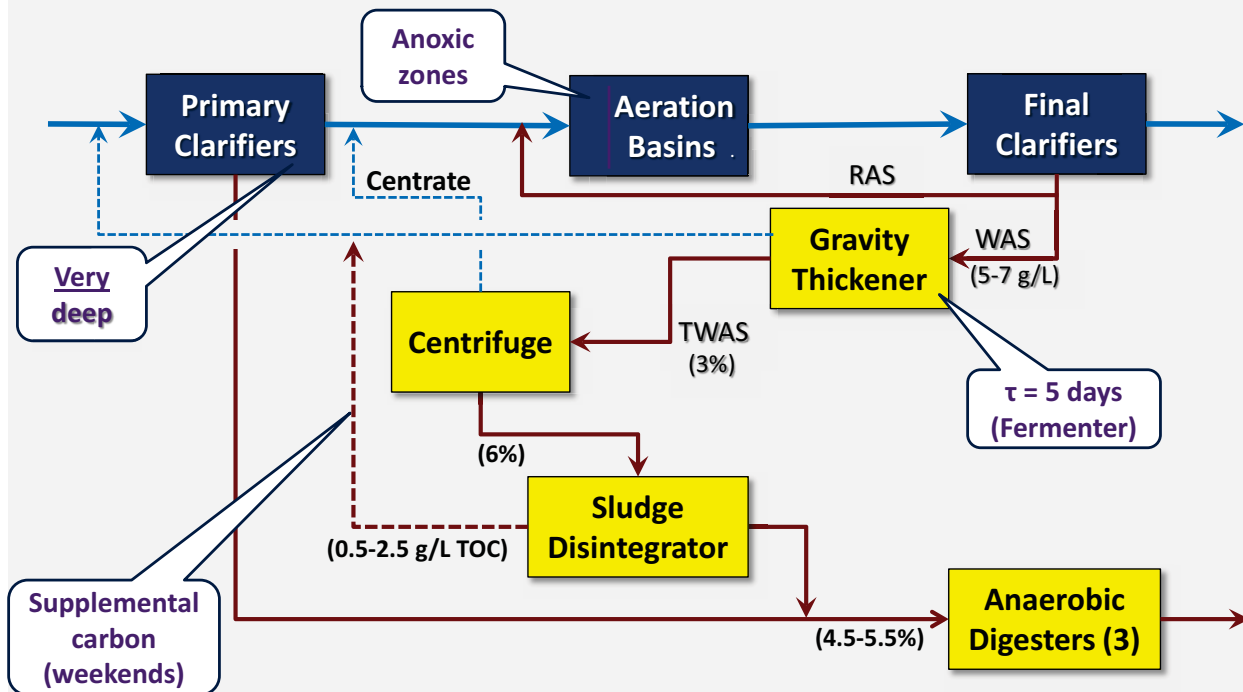 Anoxic
zones
Primary
Clarifiers
Aeration
Basins
Final
Clarifiers
Centrate
RAS
Very
deep
Gravity
Thickener
WAS
(5-7 g/L)
Centrifuge
TWAS
(3%)
τ = 5 days
(Fermenter)
(6%)
Sludge
Disintegrator
(0.5-2.5 g/L TOC)
Supplemental
carbon
(weekends)
Anaerobic
Digesters (3)
(4.5-5.5%)